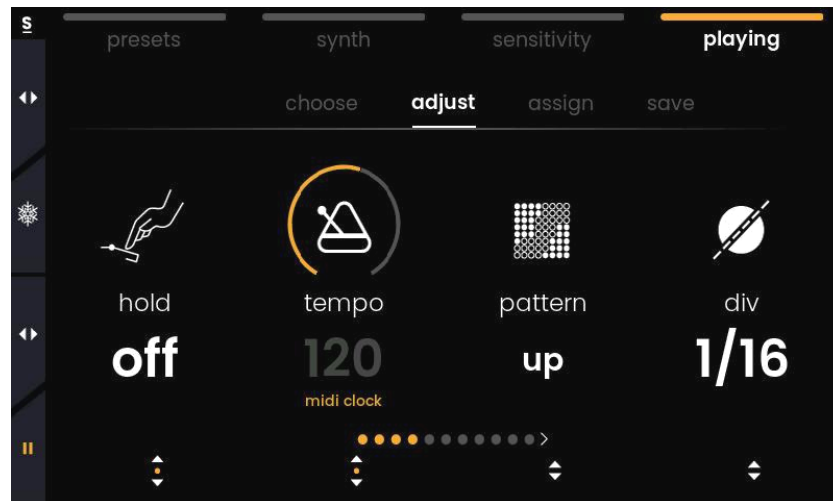 S
presets synth sensitivity playing
choose adjust assign save
hold tempo pattern div
off 120 up 1/16
midi clock